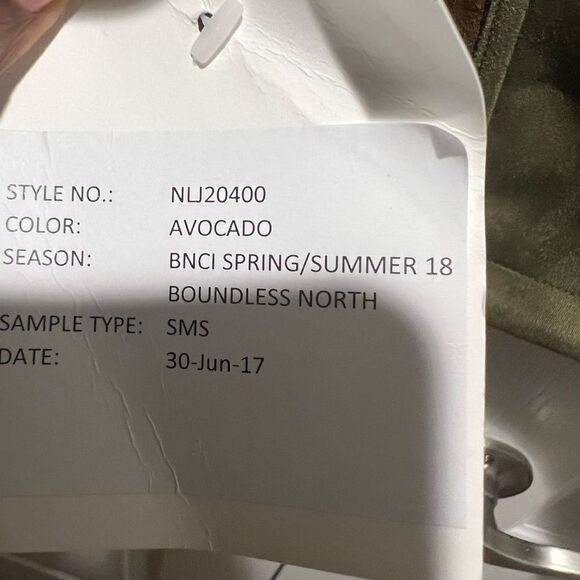 STYLE NO.: NLJ20400
COLOR: AVOCADO
SEASON: BNCI SPRING/SUMMER 18
BOUNDLESS NORTH
SAMPLE TYPE: SMS
DATE: 30-Jun-17